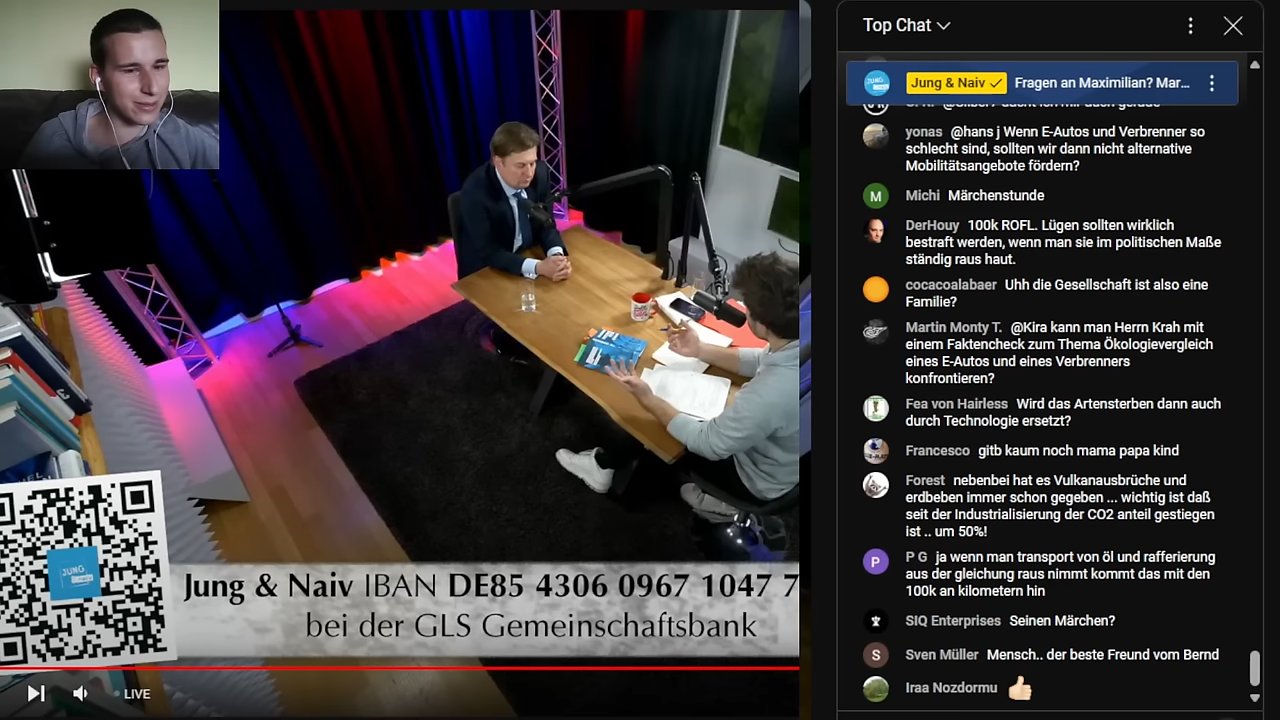 Top Chat
Jung & Naiv
Fragen an Maximilian? Mar...
yonas @hans j Wenn E-Autos und Verbrenner so
schlecht sind, sollten wir dann nicht alternative
Mobilitätsangebote fördern?
M
Michi Märchenstunde
DerHouy 100k ROFL. Lügen sollten wirklich
bestraft werden, wenn man sie im politischen Maße
ständig raus haut.
cocacoalabaer Uhh die Gesellschaft ist also eine
Familie?
Martin Monty T. @Kira kann man Herrn Krah mit
einem Faktencheck zum Thema Ökologievergleich
eines E-Autos und eines Verbrenners
konfrontieren?
Fea von Hairless Wird das Artensterben dann auch
durch Technologie ersetzt?
Francesco gitb kaum noch mama papa kind
Forest nebenbei hat es Vulkanausbrüche und
erdbeben immer schon gegeben ... wichtig ist daß
seit der Industrialisierung der CO2 anteil gestiegen
ist .. um 50%!
P
P G ja wenn man transport von öl und rafferierung
aus der gleichung raus nimmt kommt das mit den
100k an kilometern hin
SIQ Enterprises Seinen Märchen?
S
Sven Müller Mensch.. der beste Freund vom Bernd
Iraa Nozdormu
JUNG
Jung & Naiv IBAN DE85 4306 0967 1047 7
bei der GLS Gemeinschaftsbank
LIVE